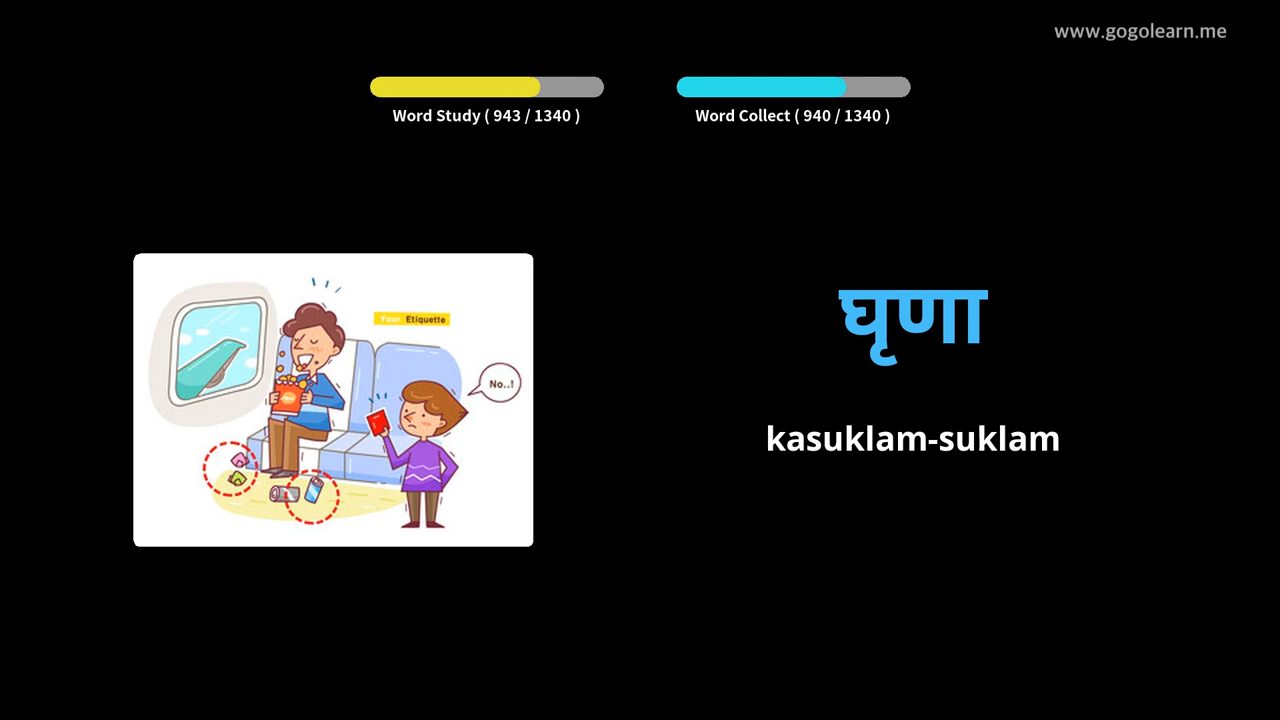 www.gogolearn.me
Word Study ( 943 / 1340 )
Word Collect ( 940 / 1340 )
Your Etiquette
No..!
घृणा
kasuklam-suklam